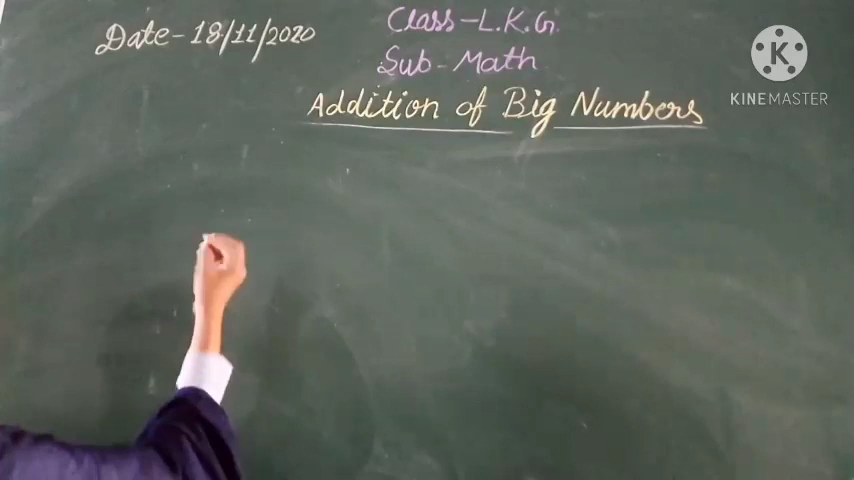 Date-18/11/2020
Class-L.K.G.
Sub-Math
Addition of Big Numbers
K
KINEMASTER